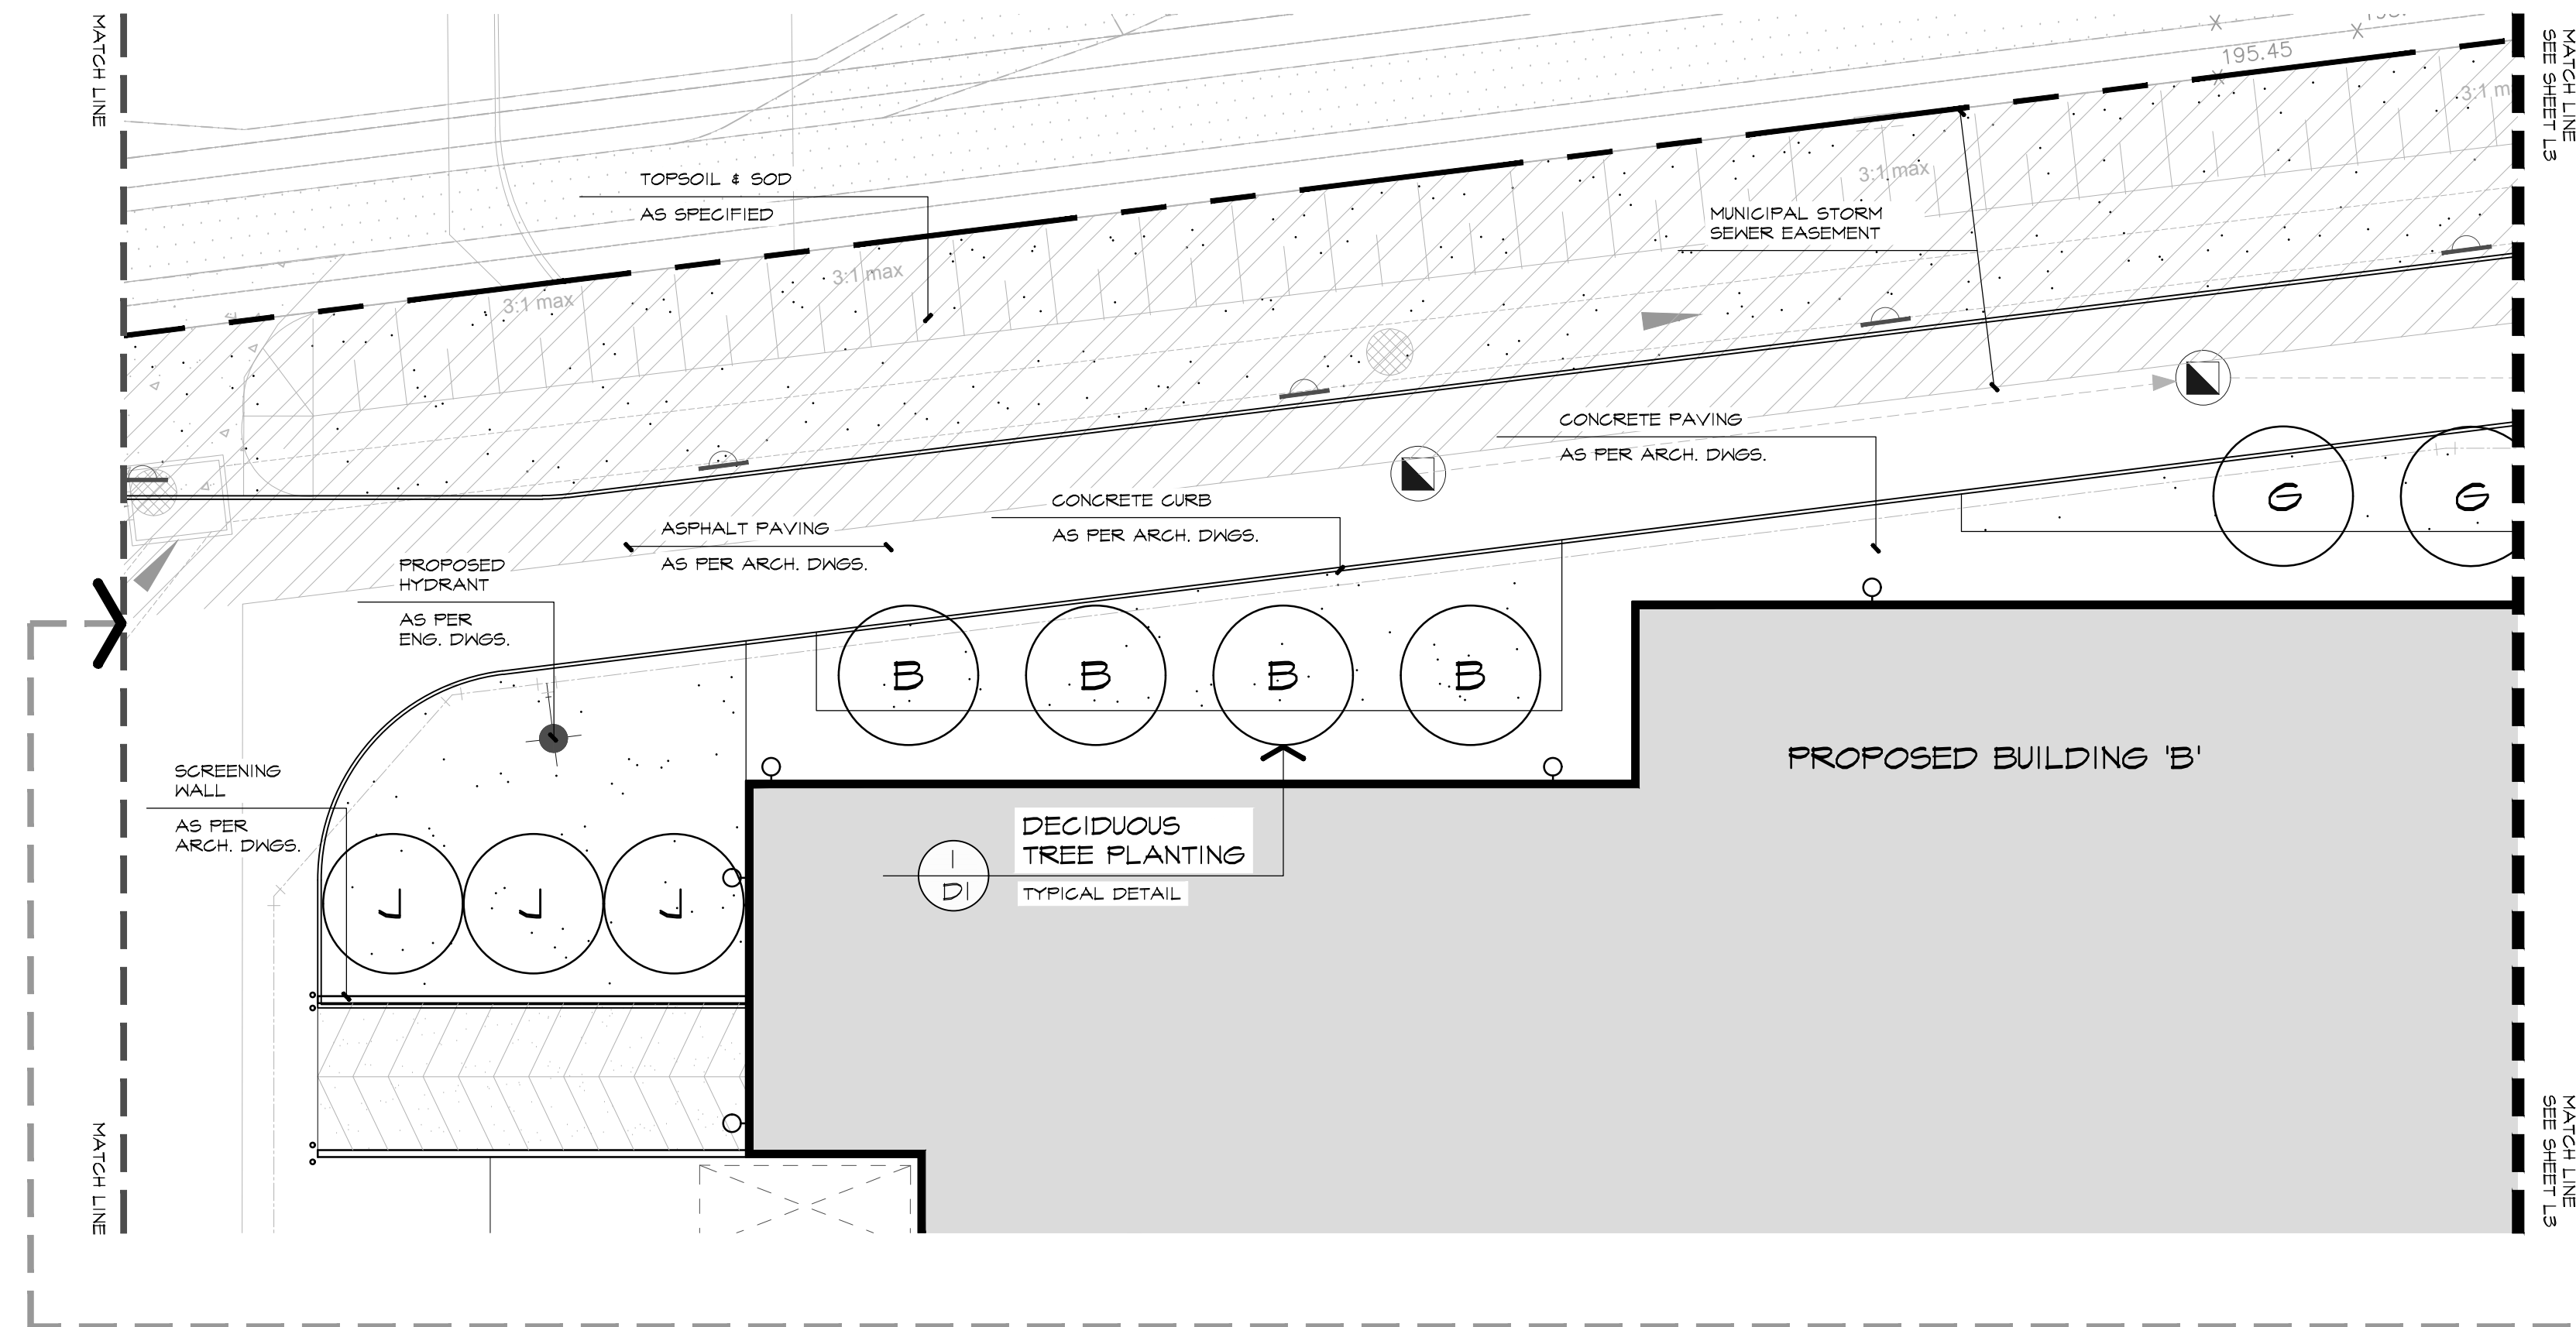 MATCH LINE
MATCH LINE
SEE SHEET L3
195.45
3:1 max
TOPSOIL & SOD
AS SPECIFIED
MUNICIPAL STORM
SEWER EASEMENT
3:1 max
3:1 max
CONCRETE PAVING
AS PER ARCH. DWGS.
CONCRETE CURB
AS PER ARCH. DWGS.
ASPHALT PAVING
AS PER ARCH. DWGS.
PROPOSED
HYDRANT
AS PER
ENG. DWGS.
G
G
B
B
B
B
PROPOSED BUILDING 'B'
SCREENING
WALL
AS PER
ARCH. DWGS.
J
J
J
1
D1
DECIDUOUS
TREE PLANTING
TYPICAL DETAIL
MATCH LINE
MATCH LINE
SEE SHEET L3